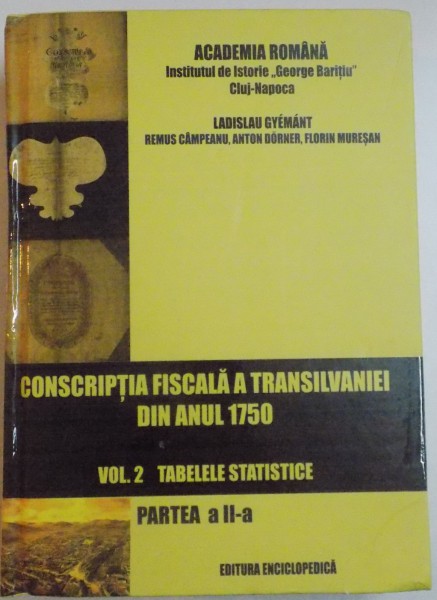 ACADEMIA ROMÂNĂ
Institutul de Istorie „George Barițiu"
Cluj-Napoca
LADISLAU GYÉMÁNT
REMUS CÂMPEANU, ANTON DÖRNER, FLORIN MUREȘAN
CONSCRIPȚIA FISCALĂ A TRANSILVANIEI
DIN ANUL 1750
VOL. 2 TABELELE STATISTICE
PARTEA a II-a
EDITURA ENCICLOPEDICĂ